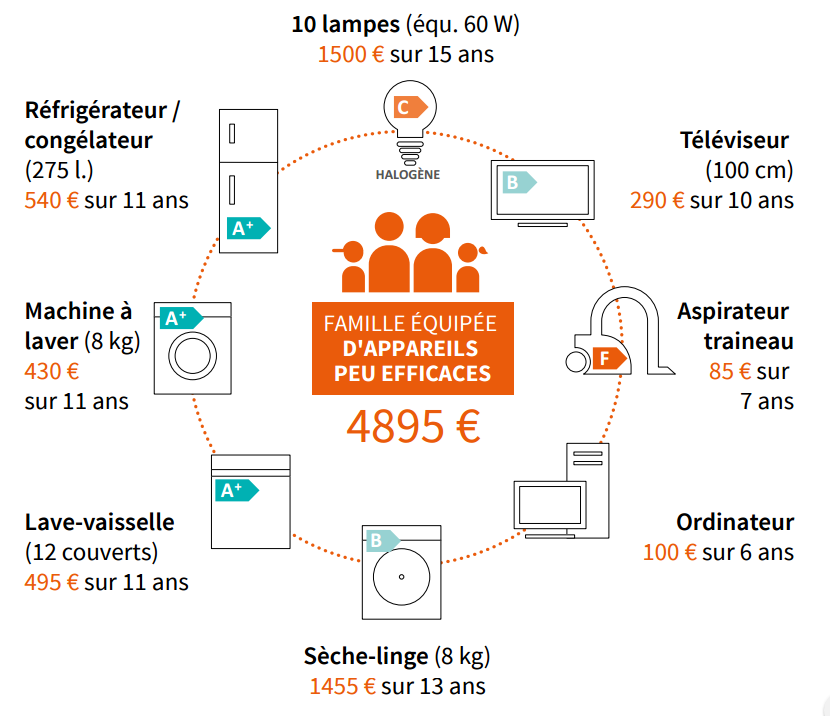 10 lampes (équ. 60 W)
1500 € sur 15 ans
C
HALOGÈNE
Téléviseur
(100 cm)
290 € sur 10 ans
B
Aspirateur
traineau
85 € sur
7 ans
F
Ordinateur
100 € sur 6 ans
Sèche-linge (8 kg)
1455 € sur 13 ans
B
Lave-vaisselle
(12 couverts)
495 € sur 11 ans
A+
Machine à
laver (8 kg)
430 €
sur 11 ans
A+
Réfrigérateur /
congélateur
(275 l.)
540 € sur 11 ans
A+
FAMILLE ÉQUIPÉE
D'APPAREILS
PEU EFFICACES
4895 €